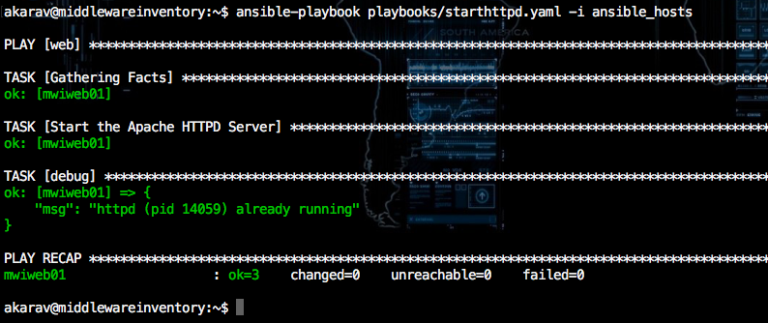 akarav@middlewareinventory:~$ ansible-playbook playbooks/starthttpd.yaml -i ansible_hosts
SOUTH AMERICA
PLAY [web] ****************************************************************************************
TASK [Gathering Facts] ****************************************************************************
ok: [mwiweb01]
TASK [Start the Apache HTTPD Server] **************************************************************
ok: [mwiweb01]
TASK [debug] **************************************************************************************
ok: [mwiweb01] => {
    "msg": "httpd (pid 14059) already running"
}
PLAY RECAP ****************************************************************************************
mwiweb01                   : ok=3    changed=0    unreachable=0    failed=0
akarav@middlewareinventory:~$